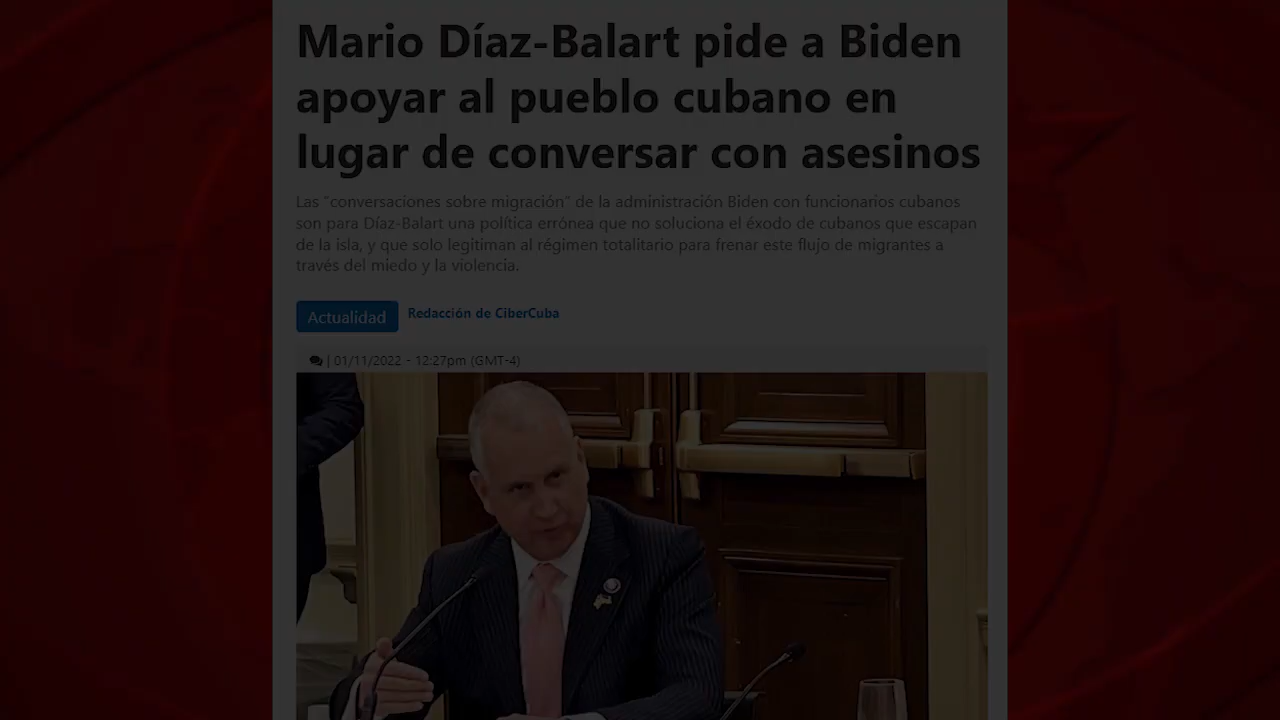 Mario Díaz-Balart pide a Biden
apoyar al pueblo cubano en
lugar de conversar con asesinos
Las "conversaciones sobre migración" de la administración Biden con funcionarios cubanos
son para Díaz-Balart una política errónea que no soluciona el éxodo de cubanos que escapan
de la isla, y que solo legitiman al régimen totalitario para frenar este flujo de migrantes a
través del miedo y la violencia.
Actualidad Redacción de CiberCuba
| 01/11/2022 - 12:27pm (GMT-4)